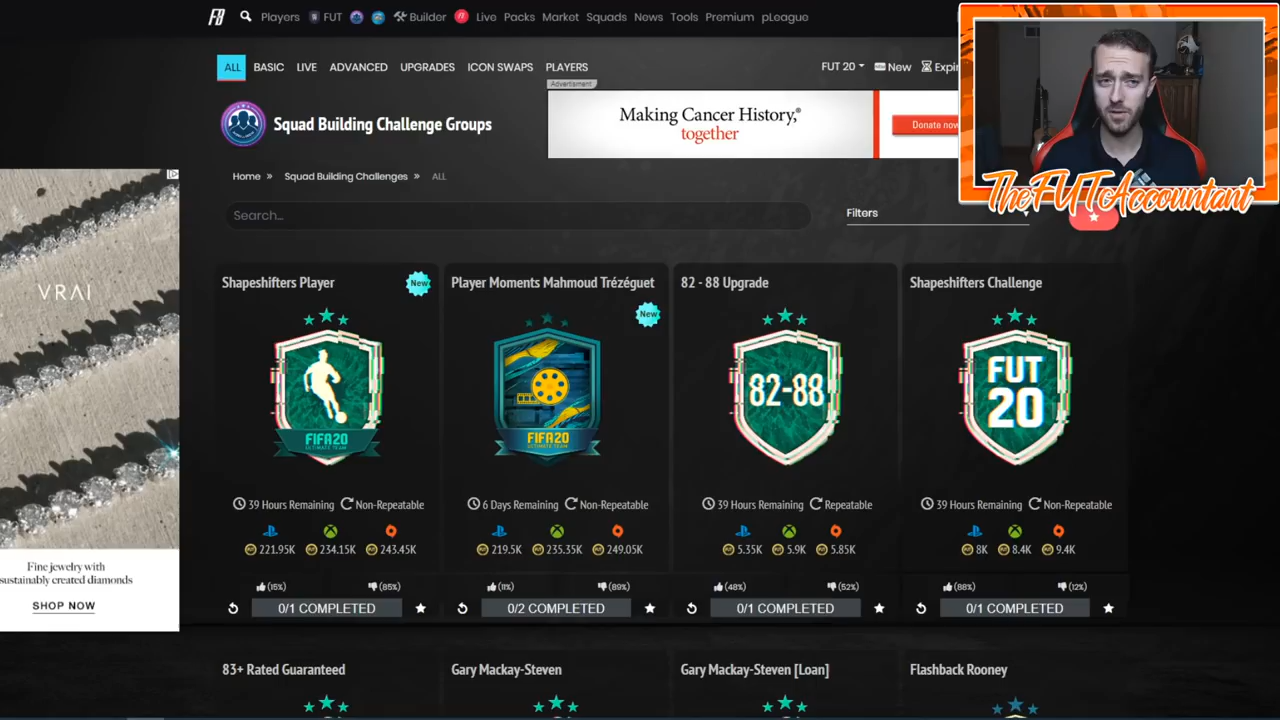 FB Players FUT Builder Live Packs Market Squads News Tools Premium pLeague
ALL BASIC LIVE ADVANCED UPGRADES ICON SWAPS PLAYERS FUT 20 New Expir
Advertisment
Squad Building Challenge Groups
Making Cancer History,®
together
Donate now
TheFUTAccountant
Home » Squad Building Challenges » ALL
Search...
Filters
VRAI
Fine jewelry with
sustainably created diamonds
SHOP NOW
Shapeshifters Player
New
FIFA20
ULTIMATE TEAM
39 Hours Remaining Non-Repeatable
221.95K 234.15K 243.45K
(15%) (85%)
0/1 COMPLETED
Player Moments Mahmoud Trézéguet
New
FIFA20
ULTIMATE TEAM
6 Days Remaining Non-Repeatable
219.5K 235.35K 249.05K
(11%) (89%)
0/2 COMPLETED
82 - 88 Upgrade
82-88
39 Hours Remaining Repeatable
5.35K 5.9K 5.85K
(48%) (52%)
0/1 COMPLETED
Shapeshifters Challenge
FUT
20
39 Hours Remaining Non-Repeatable
8K 8.4K 9.4K
(88%) (12%)
0/1 COMPLETED
83+ Rated Guaranteed
Gary Mackay-Steven
Gary Mackay-Steven [Loan]
Flashback Rooney